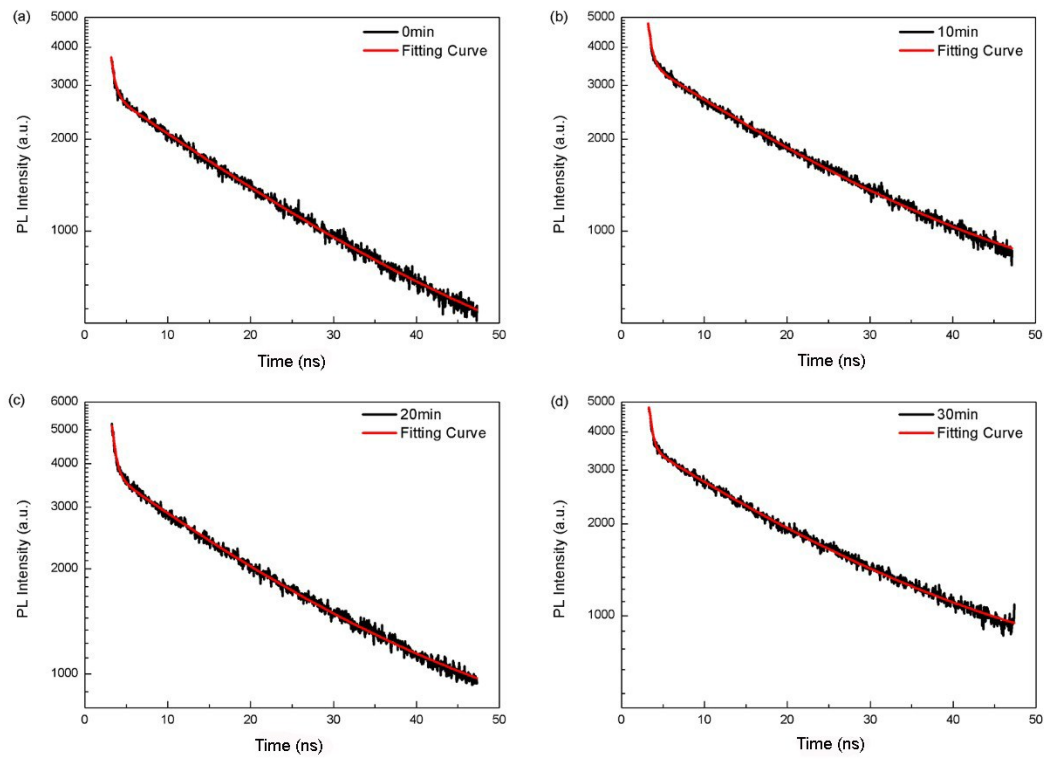 (a)
5000
4000
3000
2000
1000
PL Intensity (a.u.)
0min
Fitting Curve
0 10 20 30 40 50
Time (ns)
(b)
5000
4000
3000
2000
1000
PL Intensity (a.u.)
10min
Fitting Curve
0 10 20 30 40 50
Time (ns)
(c)
6000
5000
4000
3000
2000
1000
PL Intensity (a.u.)
20min
Fitting Curve
0 10 20 30 40 50
Time (ns)
(d)
5000
4000
3000
2000
1000
PL Intensity (a.u.)
30min
Fitting Curve
0 10 20 30 40 50
Time (ns)